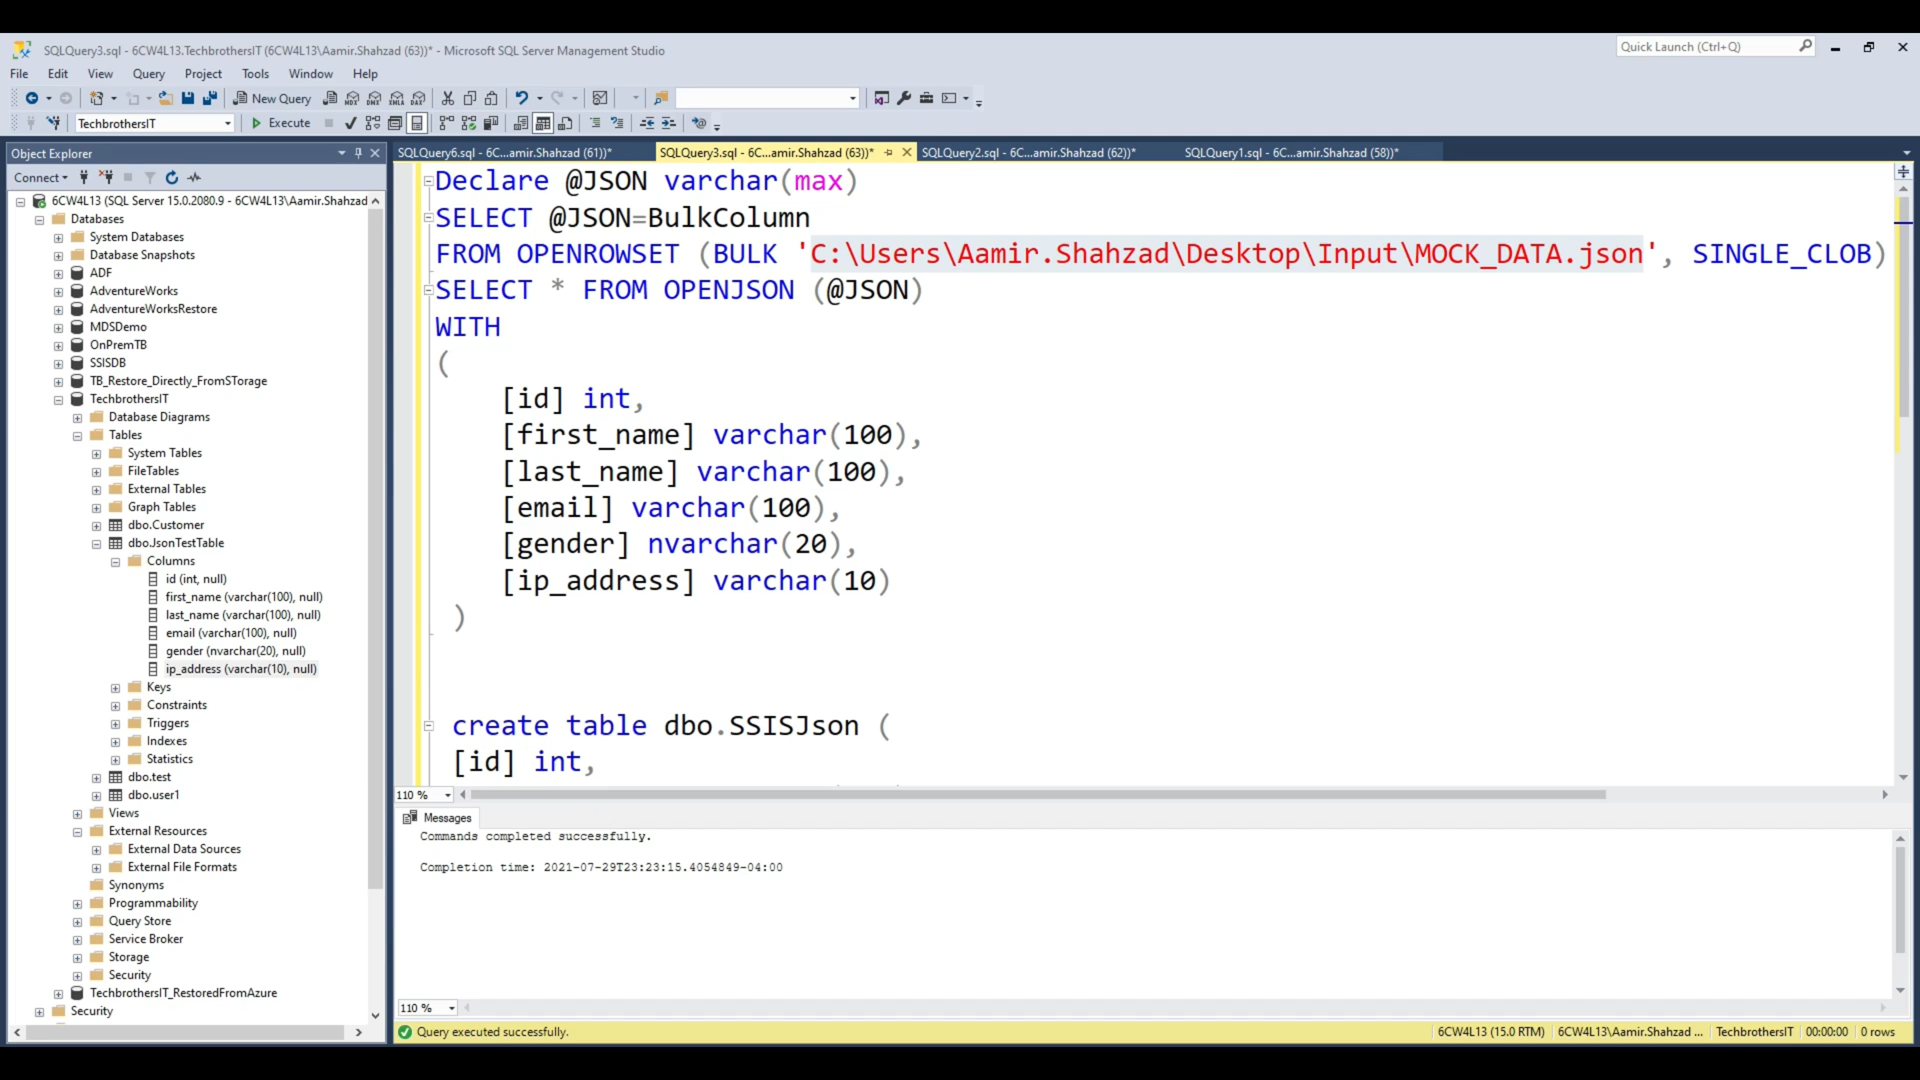 SQLQuery3.sql - 6CW4L13.TechbrothersIT (6CW4L13\Aamir.Shahzad (63))* - Microsoft SQL Server Management Studio
Quick Launch (Ctrl+Q)
File Edit View Query Project Tools Window Help
New Query
TechbrothersIT
Execute
Object Explorer
SQLQuery6.sql - 6C...amir.Shahzad (61))*
SQLQuery3.sql - 6C...amir.Shahzad (63))*
SQLQuery2.sql - 6C...amir.Shahzad (62))*
SQLQuery1.sql - 6C...amir.Shahzad (58))*
Connect
6CW4L13 (SQL Server 15.0.2080.9 - 6CW4L13\Aamir.Shahzad
Databases
System Databases
Database Snapshots
ADF
AdventureWorks
AdventureWorksRestore
MDSDemo
OnPremTB
SSISDB
TB_Restore_Directly_FromSTorage
TechbrothersIT
Database Diagrams
Tables
System Tables
FileTables
External Tables
Graph Tables
dbo.Customer
dbo.JsonTestTable
Columns
id (int, null)
first_name (varchar(100), null)
last_name (varchar(100), null)
email (varchar(100), null)
gender (nvarchar(20), null)
ip_address (varchar(10), null)
Keys
Constraints
Triggers
Indexes
Statistics
dbo.test
dbo.user1
Views
External Resources
External Data Sources
External File Formats
Synonyms
Programmability
Query Store
Service Broker
Storage
Security
TechbrothersIT_RestoredFromAzure
Security
Declare @JSON varchar(max)
SELECT @JSON=BulkColumn
FROM OPENROWSET (BULK 'C:\Users\Aamir.Shahzad\Desktop\Input\MOCK_DATA.json', SINGLE_CLOB)
SELECT * FROM OPENJSON (@JSON)
WITH
(
[id] int,
[first_name] varchar(100),
[last_name] varchar(100),
[email] varchar(100),
[gender] nvarchar(20),
[ip_address] varchar(10)
)
create table dbo.SSISJson (
[id] int,
110 %
Messages
Commands completed successfully.
Completion time: 2021-07-29T23:23:15.4054849-04:00
110 %
Query executed successfully.
6CW4L13 (15.0 RTM)
6CW4L13\Aamir.Shahzad ...
TechbrothersIT
00:00:00
0 rows